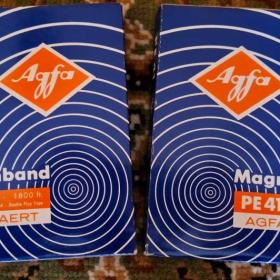 Agfa
band
1800 ft.
Double Play Tape
AERT
Agfa
Magn
PE 41
AGFA